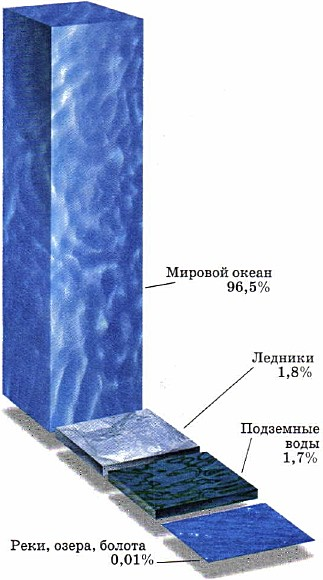 Мировой океан
96,5%
Ледники
1,8%
Подземные
воды
1,7%
Реки, озера, болота
0,01%